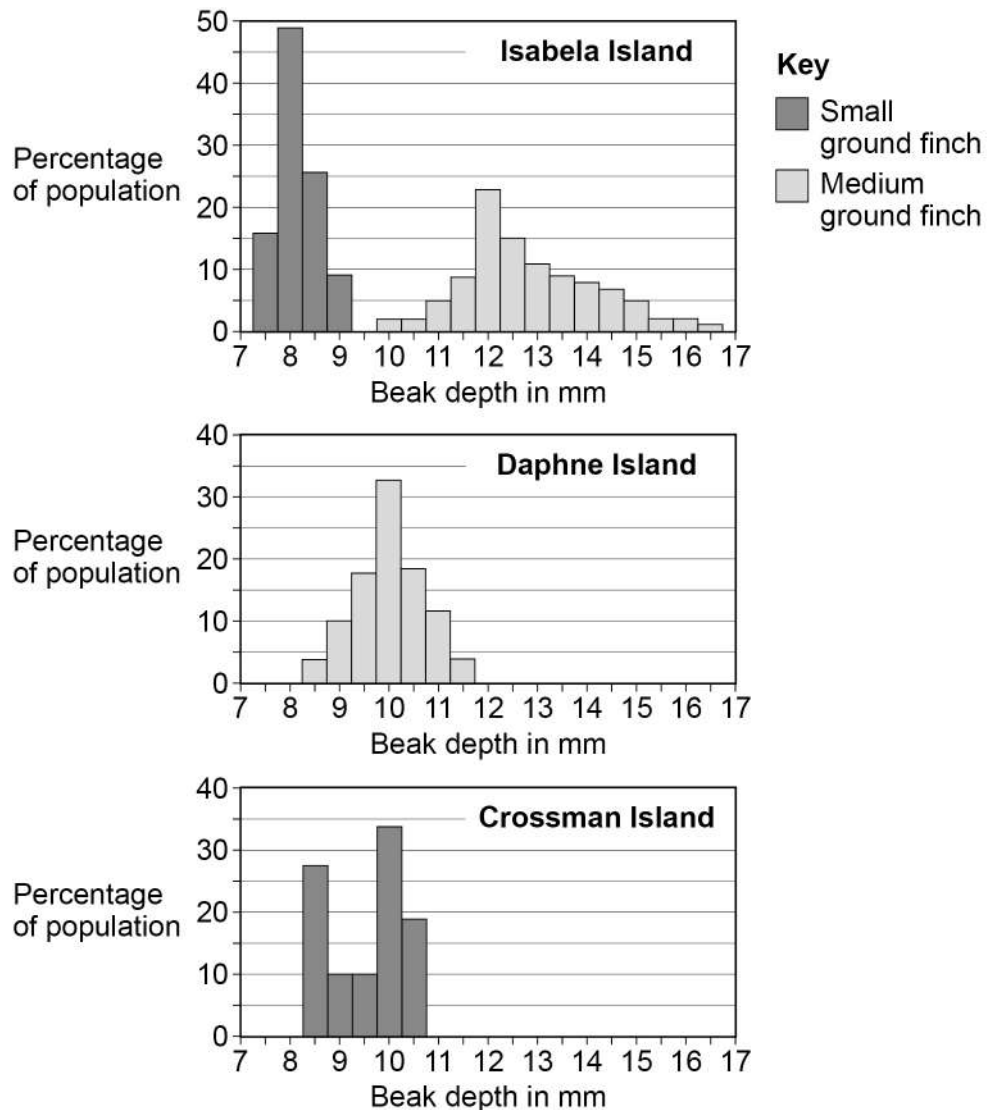 50
Isabela Island
40
30
20
10
0
Percentage
of population
7 8 9 10 11 12 13 14 15 16 17
Beak depth in mm
Key
Small
ground finch
Medium
ground finch
40
Daphne Island
30
20
10
0
Percentage
of population
7 8 9 10 11 12 13 14 15 16 17
Beak depth in mm
40
Crossman Island
30
20
10
0
Percentage
of population
7 8 9 10 11 12 13 14 15 16 17
Beak depth in mm